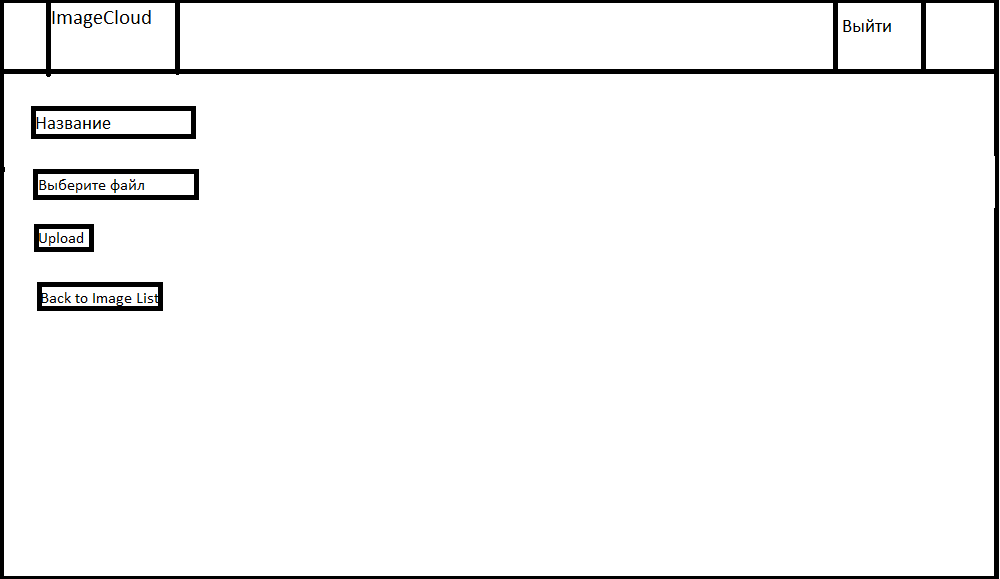 ImageCloud
Выйти
Название
Выберите файл
Upload
Back to Image List